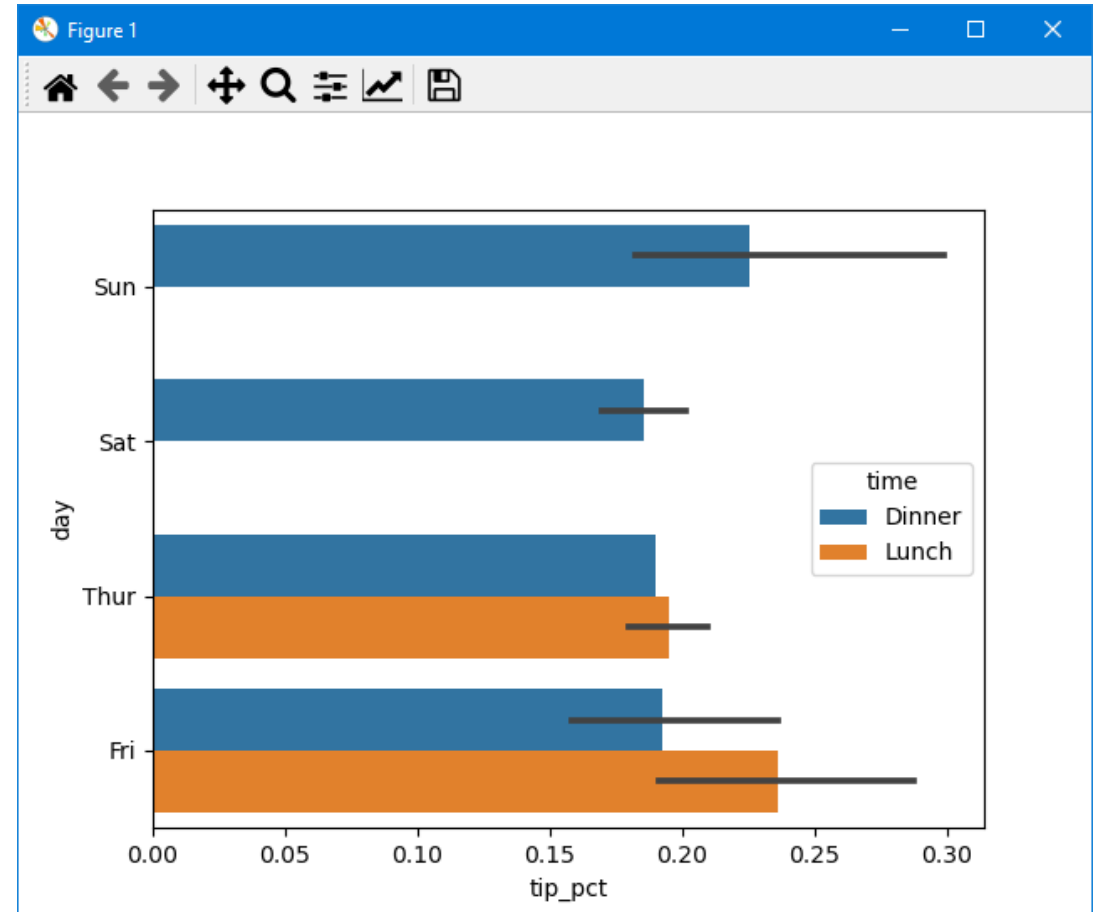 Figure 1
Sun
Sat
day
time
Dinner
Lunch
Thur
Fri
0.00 0.05 0.10 0.15 0.20 0.25 0.30
tip_pct